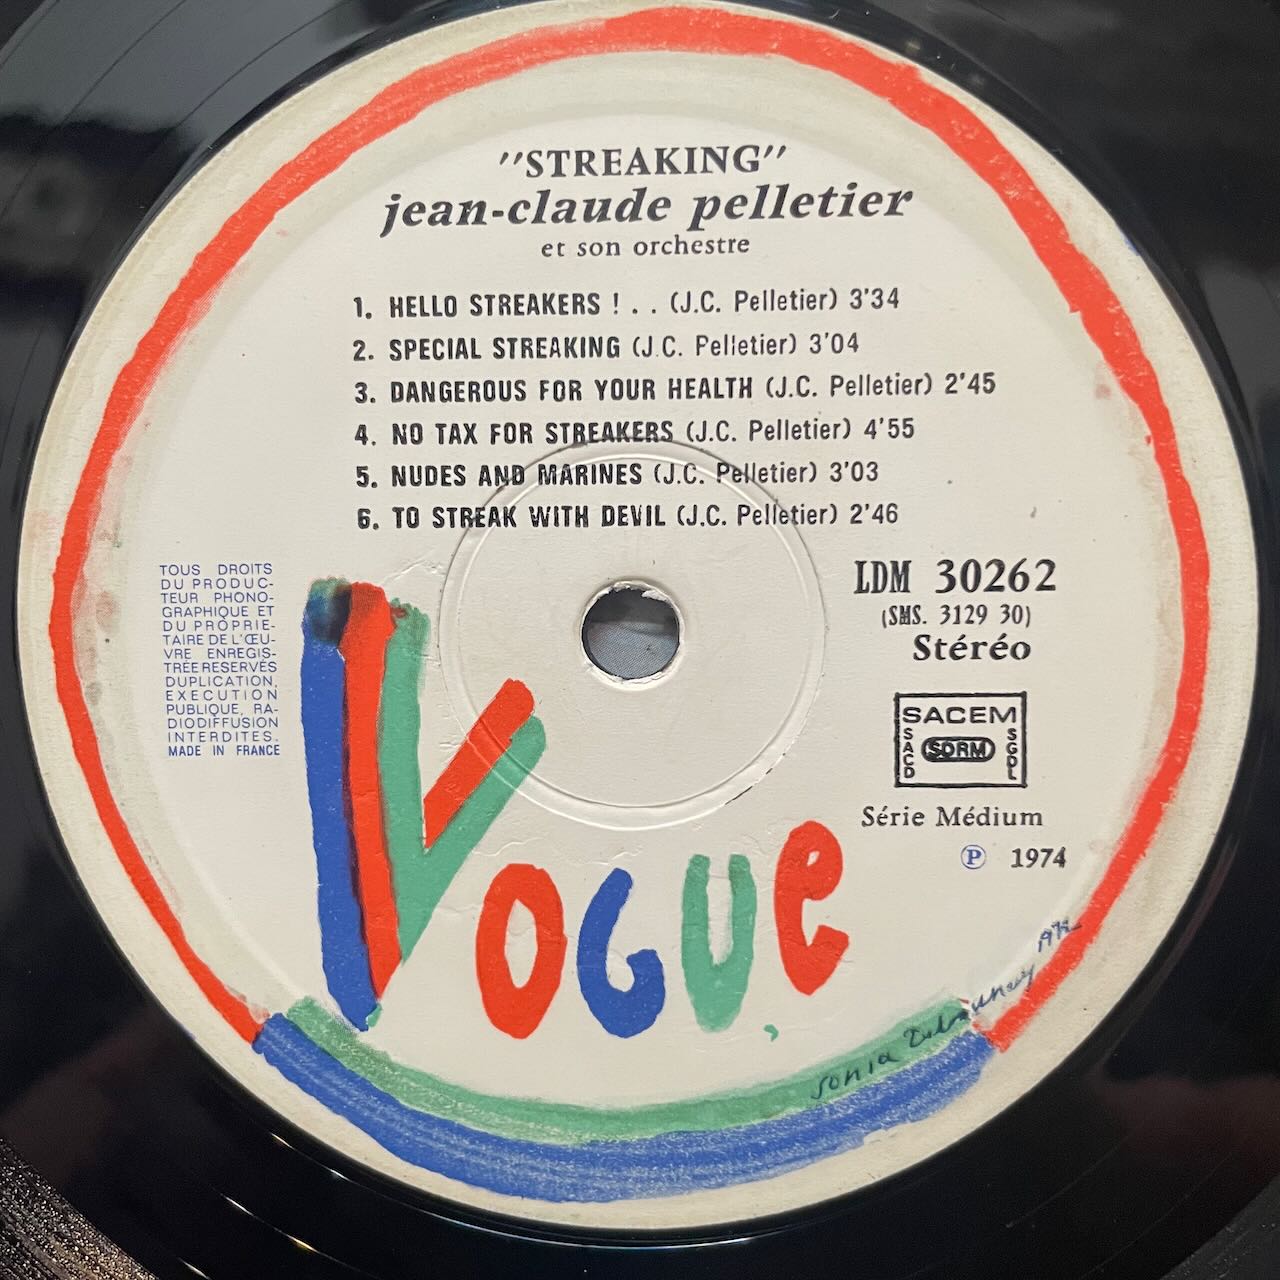 "STREAKING"
jean-claude pelletier
et son orchestre
1. HELLO STREAKERS ! . . (J.C. Pelletier) 3'34
2. SPECIAL STREAKING (J.C. Pelletier) 3'04
3. DANGEROUS FOR YOUR HEALTH (J.C. Pelletier) 2'45
4. NO TAX FOR STREAKERS (J.C. Pelletier) 4'55
5. NUDES AND MARINES (J.C. Pelletier) 3'03
6. TO STREAK WITH DEVIL (J.C. Pelletier) 2'46
TOUS DROITS
DU PRODUC-
TEUR PHONO-
GRAPHIQUE ET
DU PROPRIE-
TAIRE DE L'ŒU-
VRE ENREGIS-
TRÉE RESERVÉS
DUPLICATION,
EXECUTION
PUBLIQUE, RA-
DIODIFFUSION
INTERDITES.
MADE IN FRANCE
LDM 30262
(SMS. 3129 30)
Stéréo
SACEM
SACD
SDRM
SGDL
Série Médium
Ⓟ 1974
VOGUE
sonia Delaunay